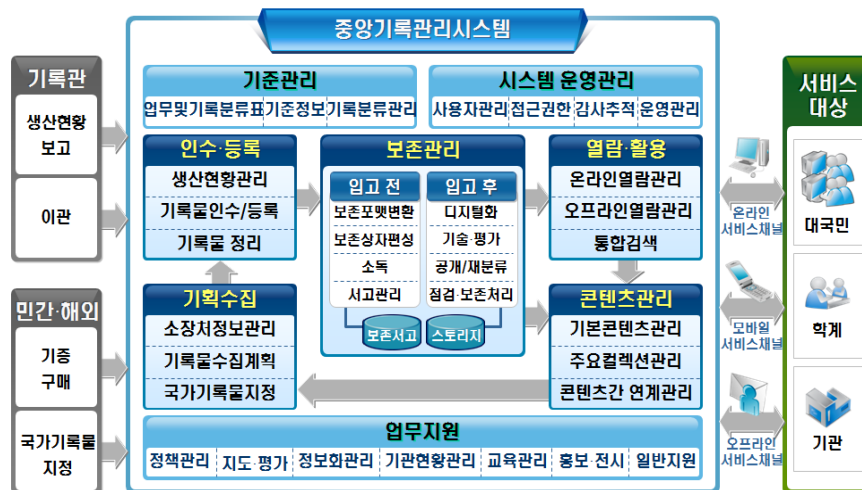 중앙기록관리시스템
기록관
생산현황
보고
이관
민간·해외
기증
구매
국가기록물
지정
기준관리
업무및기록분류표 기준정보 기록분류관리
시스템 운영관리
사용자관리 접근권한 감사추적 운영관리
인수·등록
생산현황관리
기록물인수/등록
기록물 정리
보존관리
입고 전
보존포맷변환
보존상자편성
소독
서고관리
보존서고
입고 후
디지털화
기술·평가
공개/재분류
점검·보존처리
스토리지
열람·활용
온라인열람관리
오프라인열람관리
통합검색
기획수집
소장처정보관리
기록물수집계획
국가기록물지정
콘텐츠관리
기본콘텐츠관리
주요컬렉션관리
콘텐츠간 연계관리
업무지원
정책관리 지도·평가 정보화관리 기관현황관리 교육관리 홍보·전시 일반지원
온라인
서비스채널
모바일
서비스채널
오프라인
서비스채널
서비스
대상
대국민
학계
기관